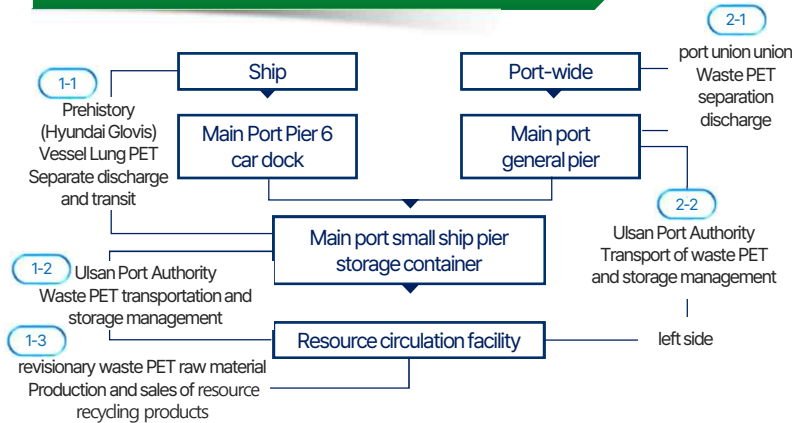 2-1
port union union
Waste PET
separation
discharge
Ship
Port-wide
1-1
Prehistory
(Hyundai Glovis)
Vessel Lung PET
Separate discharge
and transit
Main Port Pier 6
car dock
Main port
general pier
2-2
Ulsan Port Authority
Transport of waste PET
and storage management
Main port small ship pier
storage container
1-2
Ulsan Port Authority
Waste PET transportation and
storage management
Resource circulation facility
left side
1-3
revisionary waste PET raw material
Production and sales of resource
recycling products